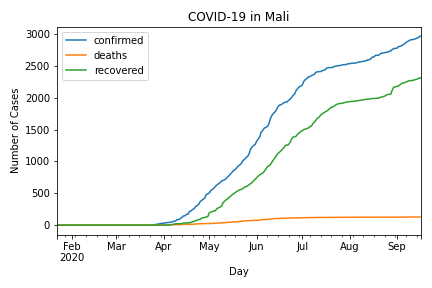 COVID-19 in Mali
3000
2500
2000
1500
1000
500
0
Number of Cases
confirmed
deaths
recovered
Feb Mar Apr May Jun Jul Aug Sep
2020
Day